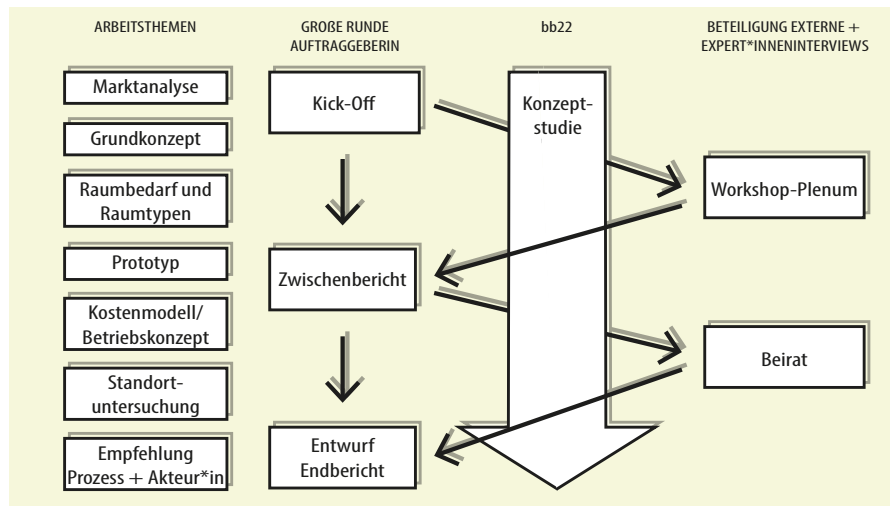 ARBEITSTHEMEN
GROßE RUNDE
AUFTRAGGEBERIN
bb22
BETEILIGUNG EXTERNE +
EXPERT*INNENINTERVIEWS
Marktanalyse
Grundkonzept
Raumbedarf und
Raumtypen
Prototyp
Kostenmodell/
Betriebskonzept
Standort-
untersuchung
Empfehlung
Prozess + Akteur*in
Kick-Off
Zwischenbericht
Entwurf
Endbericht
Konzept-
studie
Workshop-Plenum
Beirat